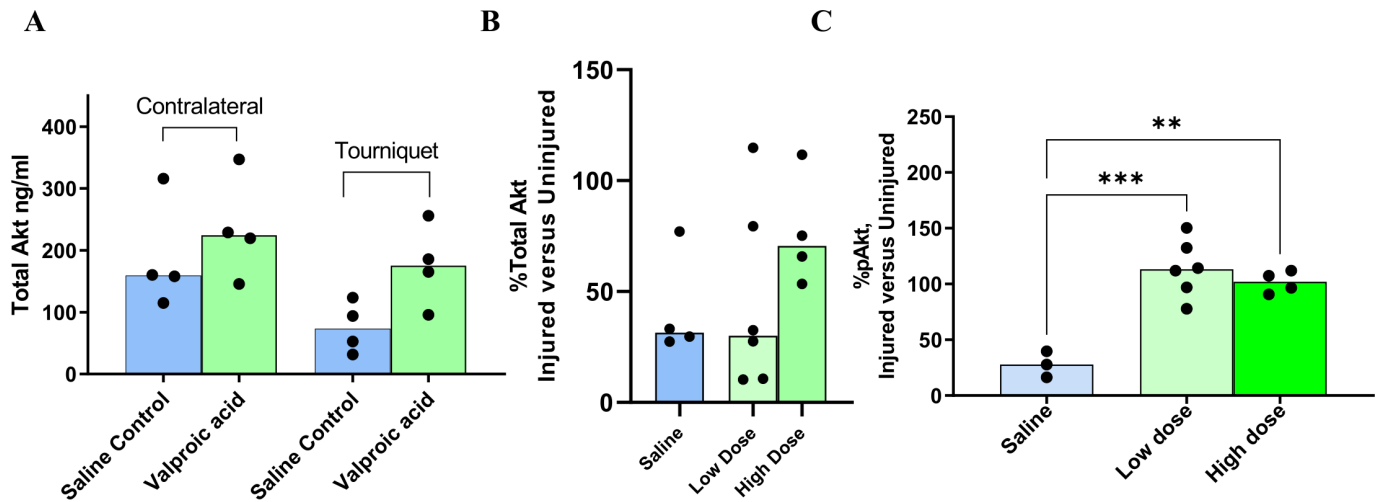 A
B
C
Total Akt ng/ml
400
300
200
100
0
Contralateral
Tourniquet
Saline Control
Valproic acid
Saline Control
Valproic acid
%Total Akt
Injured versus Uninjured
150
100
50
0
Saline
Low Dose
High Dose
%pAkt,
Injured versus Uninjured
250
200
150
100
50
0
**
***
Saline
Low dose
High dose